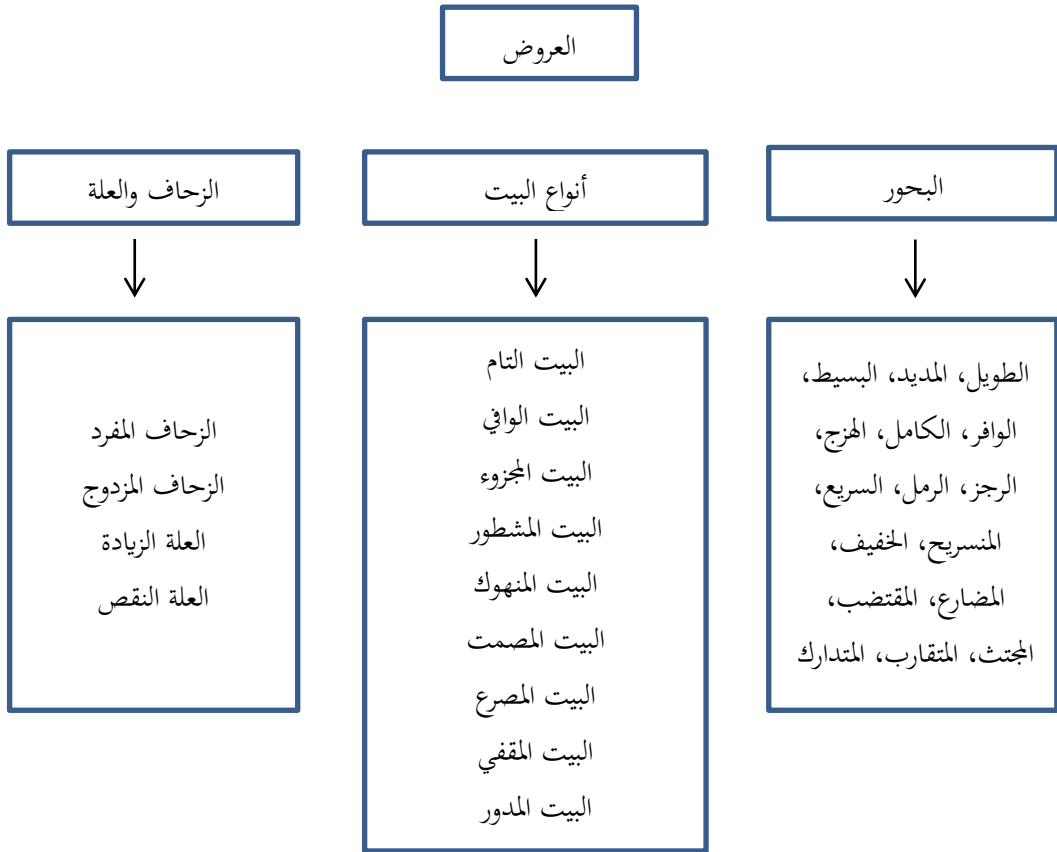 العروض
البحور
أنواع البيت
الزحاف والعلة
الطويل، المديد، البسيط،
الوافر، الكامل، الهزج،
الرجز، الرمل، السريع،
المنسريح، الخفيف،
المضارع، المقتضب،
المجتث، المتقارب، المتدارك
البيت التام
البيت الوافي
البيت المجزوء
البيت المشطور
البيت المنهوك
البيت المصمت
البيت المصرع
البيت المقفي
البيت المدور
الزحاف المفرد
الزحاف المزدوج
العلة الزيادة
العلة النقص